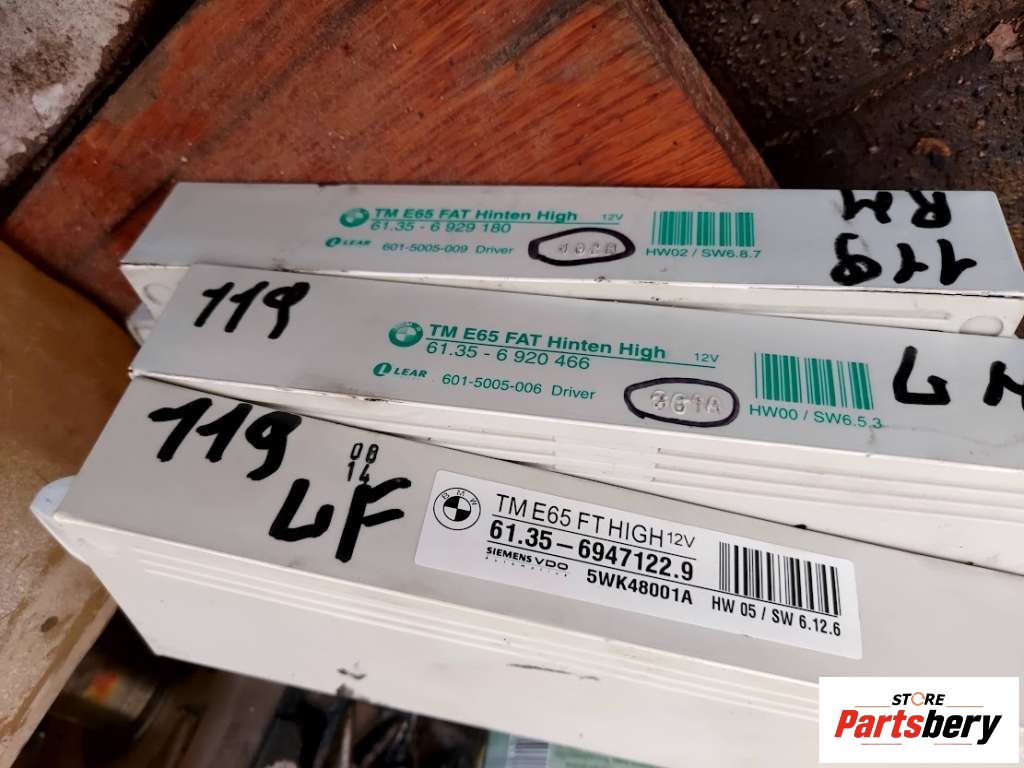 TM E65 FAT Hinten High 12V
61.35 - 6 929 180
LEAR 601-5005-009 Driver
HW02 / SW6.8.7
RM
119
119
TM E65 FAT Hinten High 12V
61.35 - 6 920 466
LEAR 601-5005-006 Driver 361A
HW00 / SW6.5.3
119
08
14
LF
BMW
TM E65 FT HIGH 12V
61.35 – 6947122.9
SIEMENS VDO
AUTOMOTIVE
5WK48001A
HW 05 / SW 6.12.6
STORE
Partsbery